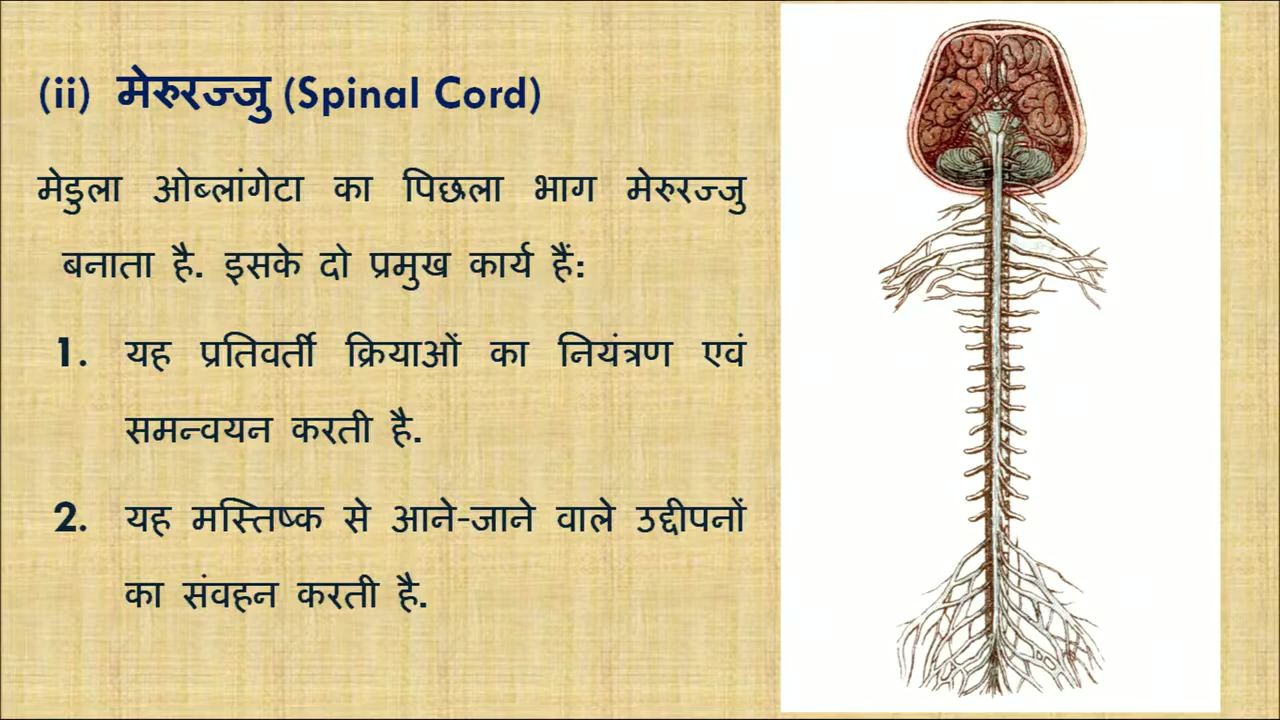 (ii) मेरुरज्जु (Spinal Cord)
मेडुला ओब्लांगेटा का पिछला भाग मेरुरज्जु
बनाता है. इसके दो प्रमुख कार्य हैं:
1. यह प्रतिवर्ती क्रियाओं का नियंत्रण एवं
समन्वयन करती है.
2. यह मस्तिष्क से आने-जाने वाले उद्दीपनों
का संवहन करती है.